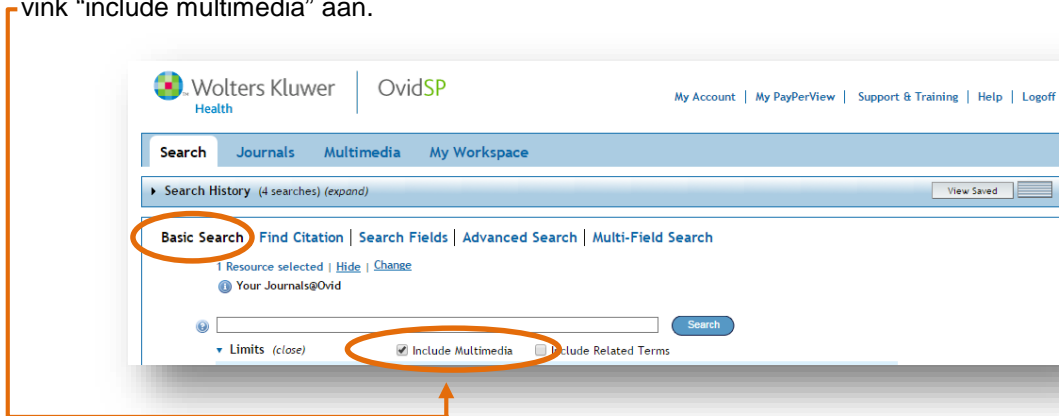 vink “include multimedia” aan.
Wolters Kluwer | OvidSP
Health
My Account | My PayPerView | Support & Training | Help | Logoff
Search Journals Multimedia My Workspace
Search History (4 searches) (expand) View Saved
Basic Search Find Citation | Search Fields | Advanced Search | Multi-Field Search
1 Resource selected | Hide | Change
Your Journals@Ovid
Search
Limits (close) Include Multimedia Include Related Terms